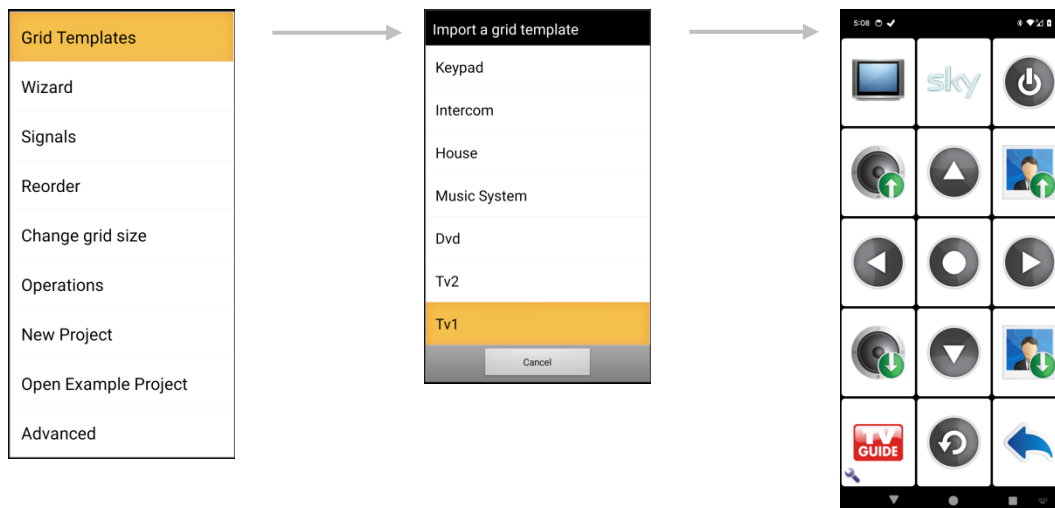 Grid Templates
Wizard
Signals
Reorder
Change grid size
Operations
New Project
Open Example Project
Advanced
Import a grid template
Keypad
Intercom
House
Music System
Dvd
Tv2
Tv1
Cancel
5:08
sky
TV
GUIDE